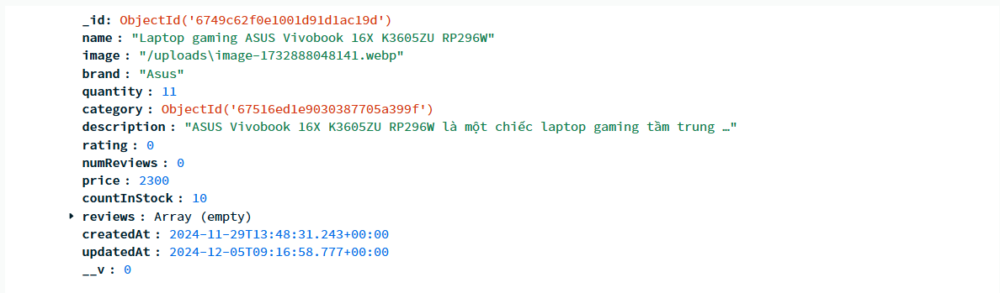 _id: ObjectId('6749c62f0e1001d91d1ac19d')
name : "Laptop gaming ASUS Vivobook 16X K3605ZU RP296W"
image : "/uploads\image-1732888048141.webp"
brand : "Asus"
quantity : 11
category : ObjectId('67516ed1e9030387705a399f')
description : "ASUS Vivobook 16X K3605ZU RP296W là một chiếc laptop gaming tầm trung …"
rating : 0
numReviews : 0
price : 2300
countInStock : 10
reviews : Array (empty)
createdAt : 2024-11-29T13:48:31.243+00:00
updatedAt : 2024-12-05T09:16:58.777+00:00
__v : 0